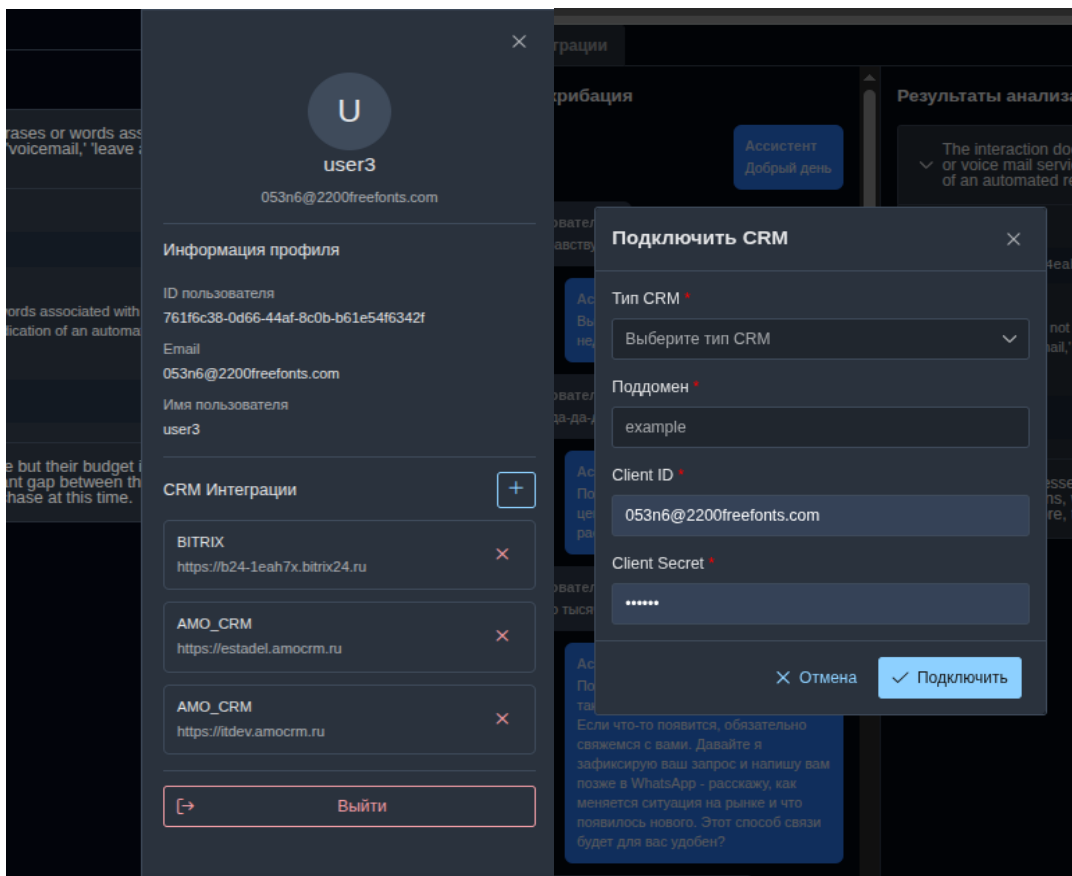 rases or words ass
'voicemail,' 'leave a
ords associated with
dication of an automa
e but their budget i
ant gap between th
hase at this time.
U
user3
053n6@2200freefonts.com
Информация профиля
ID пользователя
761f6c38-0d66-44af-8c0b-b61e54f6342f
Email
053n6@2200freefonts.com
Имя пользователя
user3
CRM Интеграции
BITRIX
https://b24-1eah7x.bitrix24.ru
AMO_CRM
https://estadel.amocrm.ru
AMO_CRM
https://itdev.amocrm.ru
Выйти
грации
крибация
Результаты анализа
Ассистент
Добрый день
The interaction do
or voice mail servi
of an automated re
Подключить CRM
Тип CRM *
Выберите тип CRM
Поддомен *
example
Client ID *
053n6@2200freefonts.com
Client Secret *
••••••
Отмена
Подключить
Если что-то появится, обязательно
свяжемся с вами. Давайте я
зафиксирую ваш запрос и напишу вам
позже в WhatsApp - расскажу, как
меняется ситуация на рынке и что
появилось нового. Этот способ связи
будет для вас удобен?